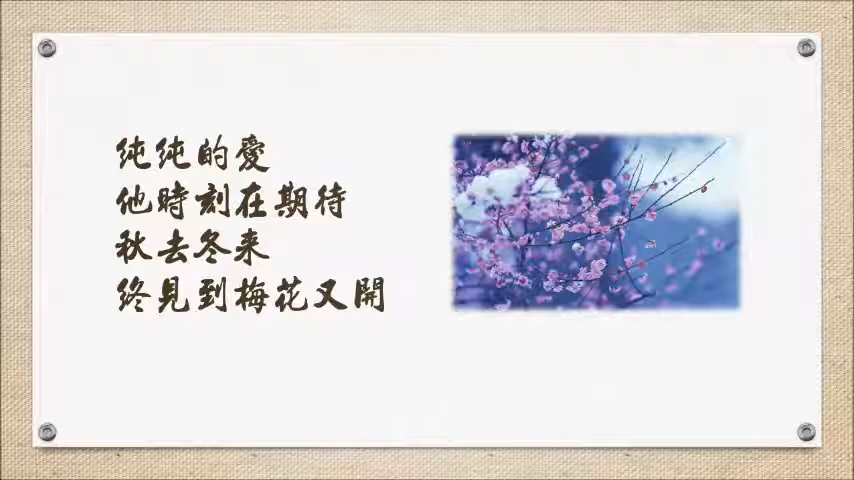 纯纯的愛
他時刻在期待
秋去冬来
终見到梅花又開